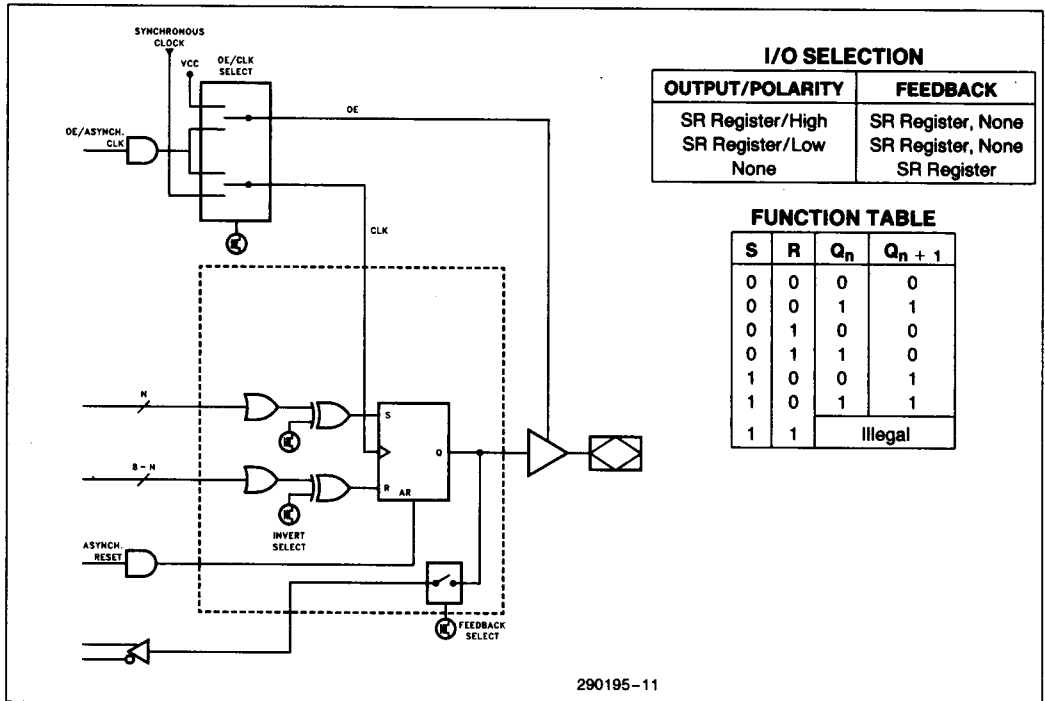 SYNCHRONOUS
CLOCK
VCC
OE/CLK
SELECT
OE
OE/ASYNCH.
CLK
CLK
N
S
8 - N
Q
R
AR
INVERT
SELECT
ASYNCH.
RESET
FEEDBACK
SELECT
I/O SELECTION
OUTPUT/POLARITY FEEDBACK
SR Register/High SR Register, None
SR Register/Low SR Register, None
None SR Register
FUNCTION TABLE
S R Qn Qn + 1
0 0 0 0
0 0 1 1
0 1 0 0
0 1 1 0
1 0 0 1
1 0 1 1
1 1 Illegal
290195-11